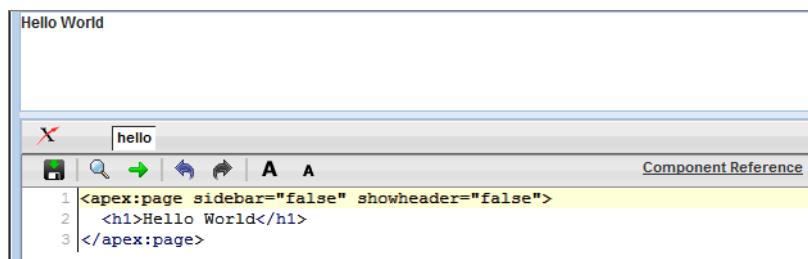 Hello World
hello
A A Component Reference
1 <apex:page sidebar="false" showheader="false">
2 <h1>Hello World</h1>
3 </apex:page>